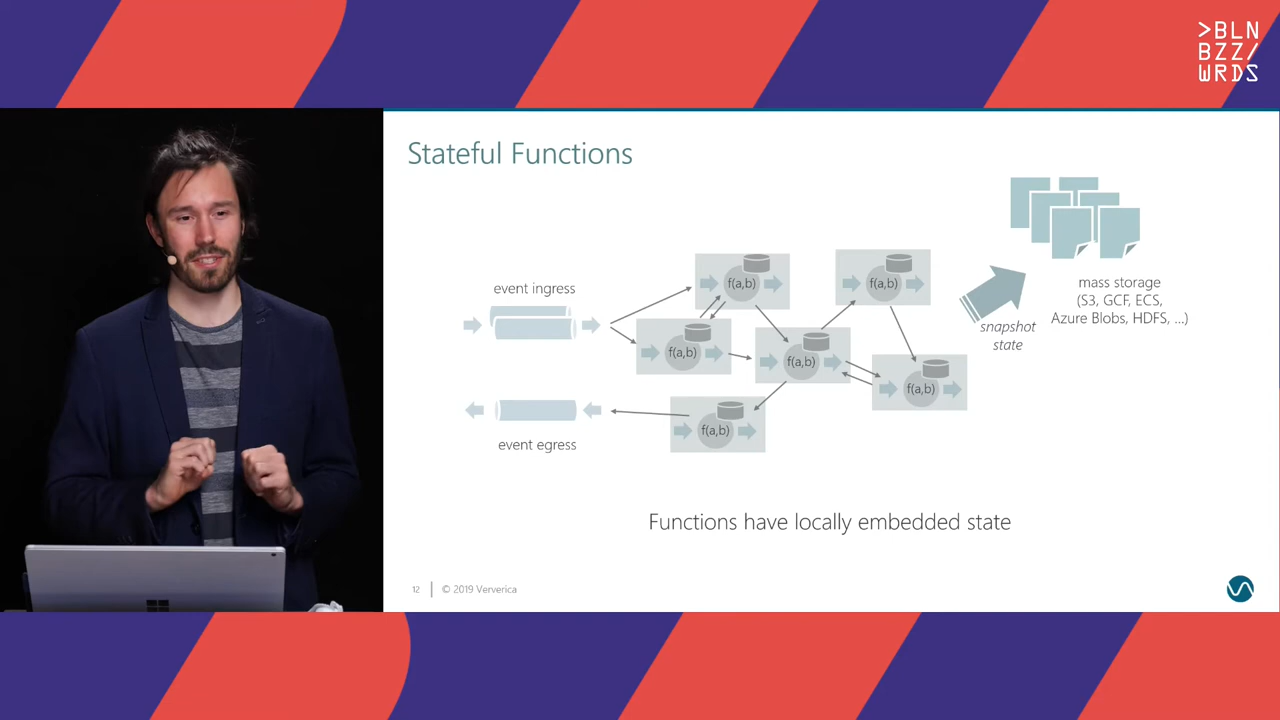 >BLN
BZZ/
WRDS
Stateful Functions
event ingress
f(a,b)
f(a,b)
f(a,b)
f(a,b)
f(a,b)
f(a,b)
event egress
snapshot
state
mass storage
(S3, GCF, ECS,
Azure Blobs, HDFS, ...)
Functions have locally embedded state
12
© 2019 Ververica